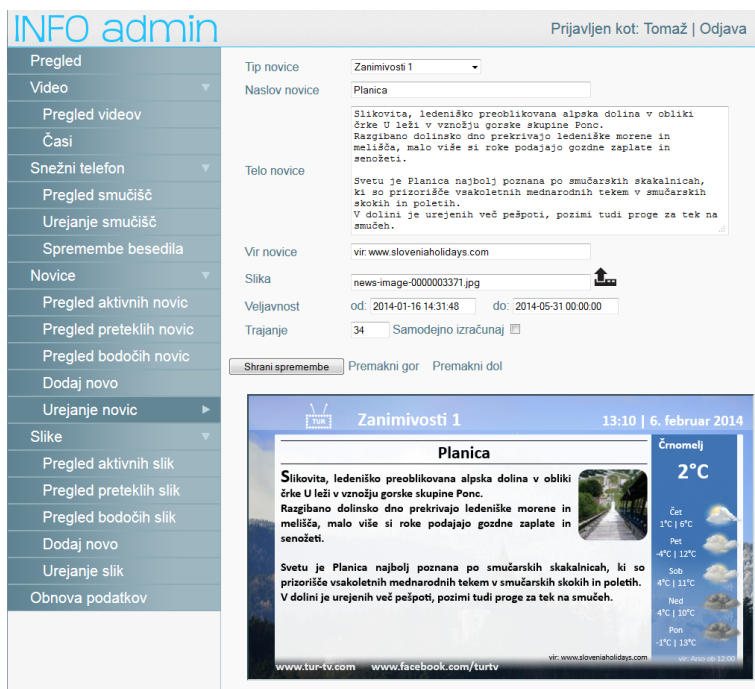 INFO admin
Prijavljen kot: Tomaž | Odjava
Pregled
Video
Pregled videov
Časi
Snežni telefon
Pregled smučišč
Urejanje smučišč
Spremembe besedila
Novice
Pregled aktivnih novic
Pregled preteklih novic
Pregled bodočih novic
Dodaj novo
Urejanje novic
Slike
Pregled aktivnih slik
Pregled preteklih slik
Pregled bodočih slik
Dodaj novo
Urejanje slik
Obnova podatkov
Tip novice
Zanimivosti 1
Naslov novice
Planica
Telo novice
Slikovita, ledeniško preoblikovana alpska dolina v obliki
črke U leži v vznožju gorske skupine Ponc.
Razgibano dolinsko dno prekrivajo ledeniške morene in
melišča, malo više si roke podajajo gozdne zaplate in
senožeti.
Svetu je Planica najbolj poznana po smučarskih skakalnicah,
ki so prizorišče vsakoletnih mednarodnih tekem v smučarskih
skokih in poletih.
V dolini je urejenih več pešpoti, pozimi tudi proge za tek na
smučeh.
Vir novice
vir: www.sloveniaholidays.com
Slika
news-image-0000003371.jpg
Veljavnost
od: 2014-01-16 14:31:48 do: 2014-05-31 00:00:00
Trajanje
34 Samodejno izračunaj
Shrani spremembe Premakni gor Premakni dol
TUR
Zanimivosti 1
13:10 | 6. februar 2014
Planica
Slikovita, ledeniško preoblikovana alpska dolina v obliki
črke U leži v vznožju gorske skupine Ponc.
Razgibano dolinsko dno prekrivajo ledeniške morene in
melišča, malo više si roke podajajo gozdne zaplate in
senožeti.
Svetu je Planica najbolj poznana po smučarskih skakalnicah, ki so
prizorišče vsakoletnih mednarodnih tekem v smučarskih skokih in poletih.
V dolini je urejenih več pešpoti, pozimi tudi proge za tek na smučeh.
vir: www.sloveniaholidays.com
Črnomelj
2°C
Čet
1°C | 6°C
Pet
-4°C | 12°C
Sob
4°C | 11°C
Ned
4°C | 10°C
Pon
-1°C | 13°C
vir: Arso ob 12:00
www.tur-tv.com www.facebook.com/turtv